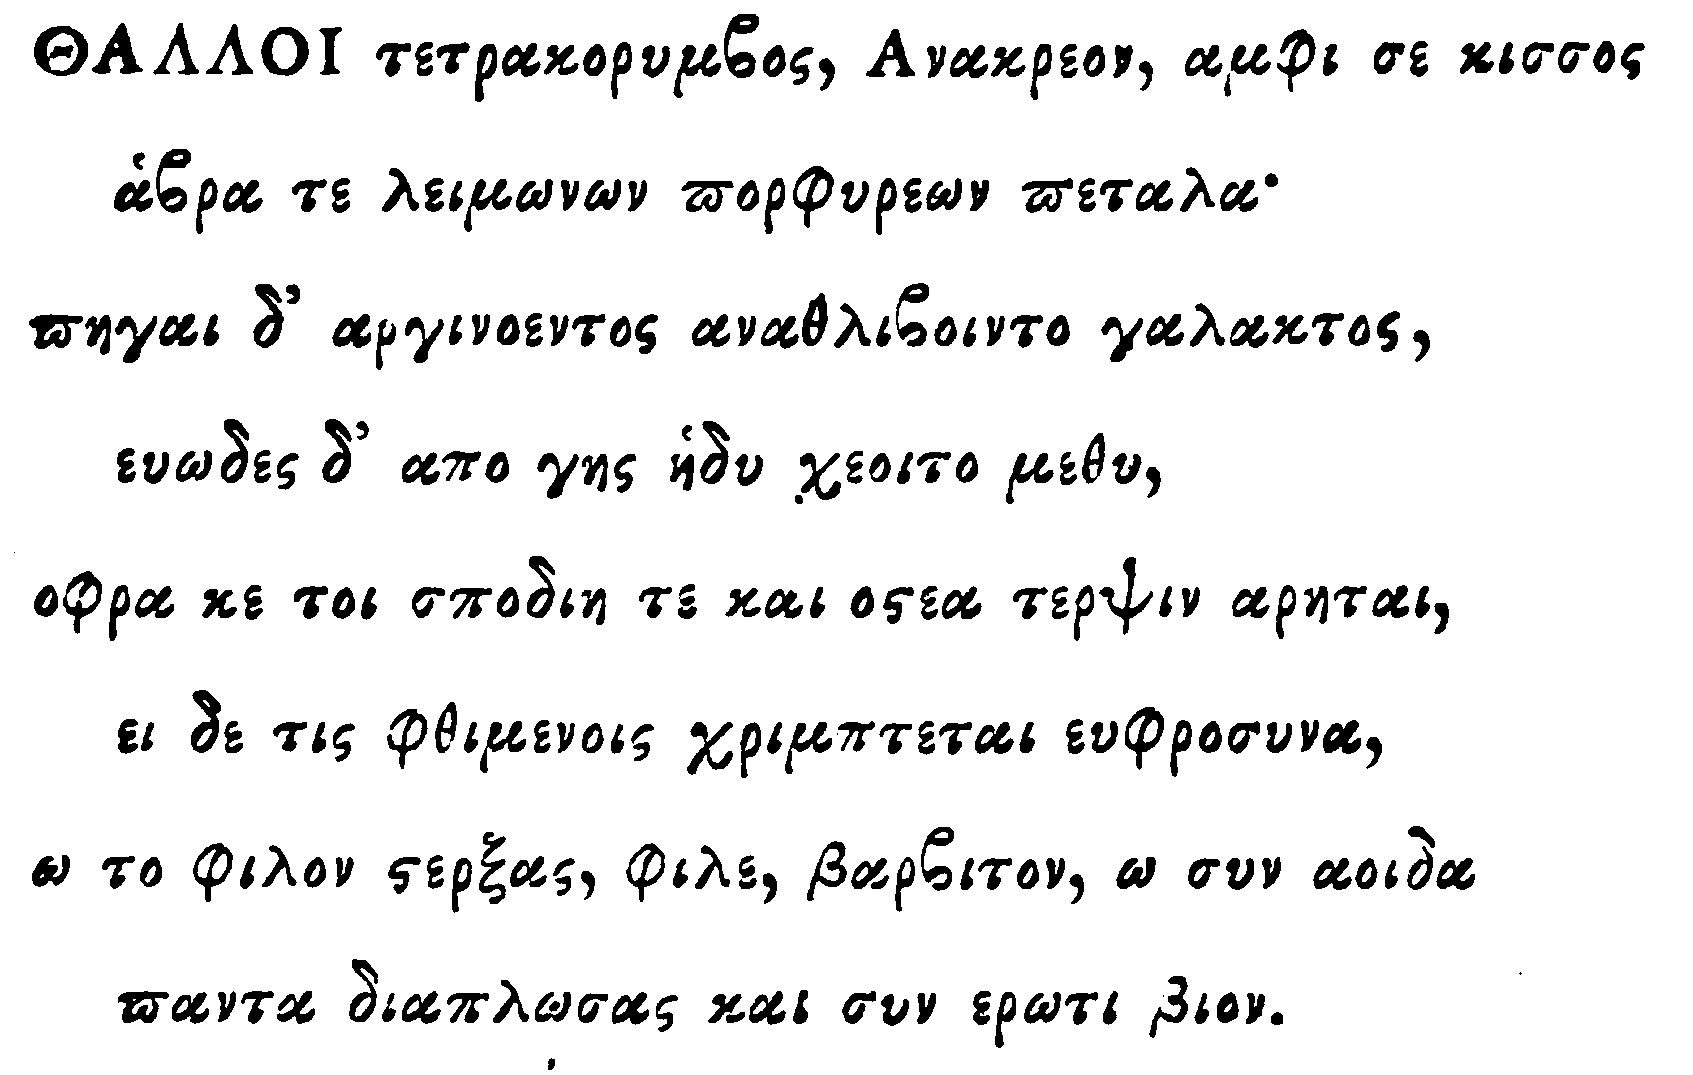 ΘΑΛΛΟΙ τετρακορυμβος, Ανακρεον, αμφι σε κισσος
ἁβρα τε λειμωνων πορφυρεων πεταλα·
πηγαι δ' αργινοεντος αναθλιβοιντο γαλακτος,
ευωδες δ' απο γης ἡδυ χεοιτο μεθυ,
οφρα κε τοι σποδιη τε και οϛεα τερψιν αρηται,
ει δε τις φθιμενοις χριμπτεται ευφροσυνα,
ω το φιλον ϛερξας, φιλε, βαρβιτον, ω συν αοιδα
παντα διαπλωσας και συν ερωτι βιον.